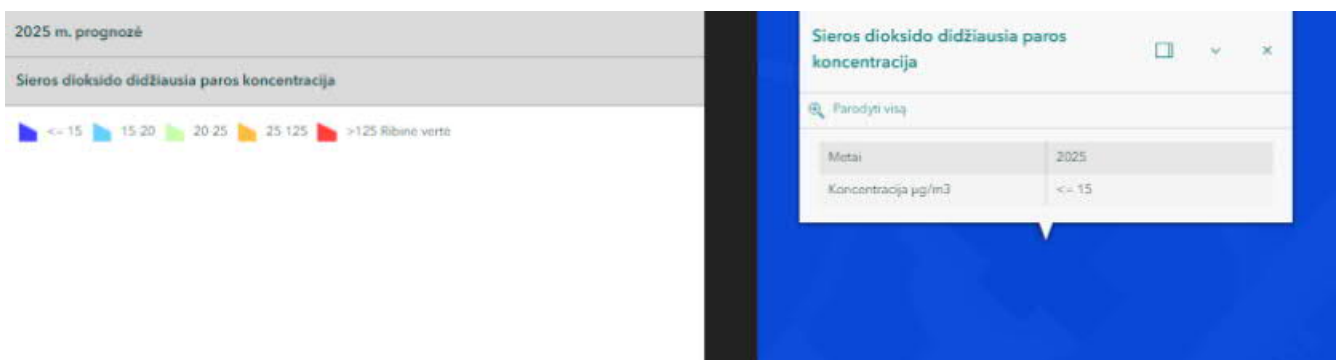 2025 m. prognozė
Sieros dioksido didžiausia paros koncentracija
<= 15 15 20 20 25 25 125 >125 Ribinė vertė
Sieros dioksido didžiausia paros
koncentracija
Parodyti visą
Metai 2025
Koncentracija µg/m3 <= 15